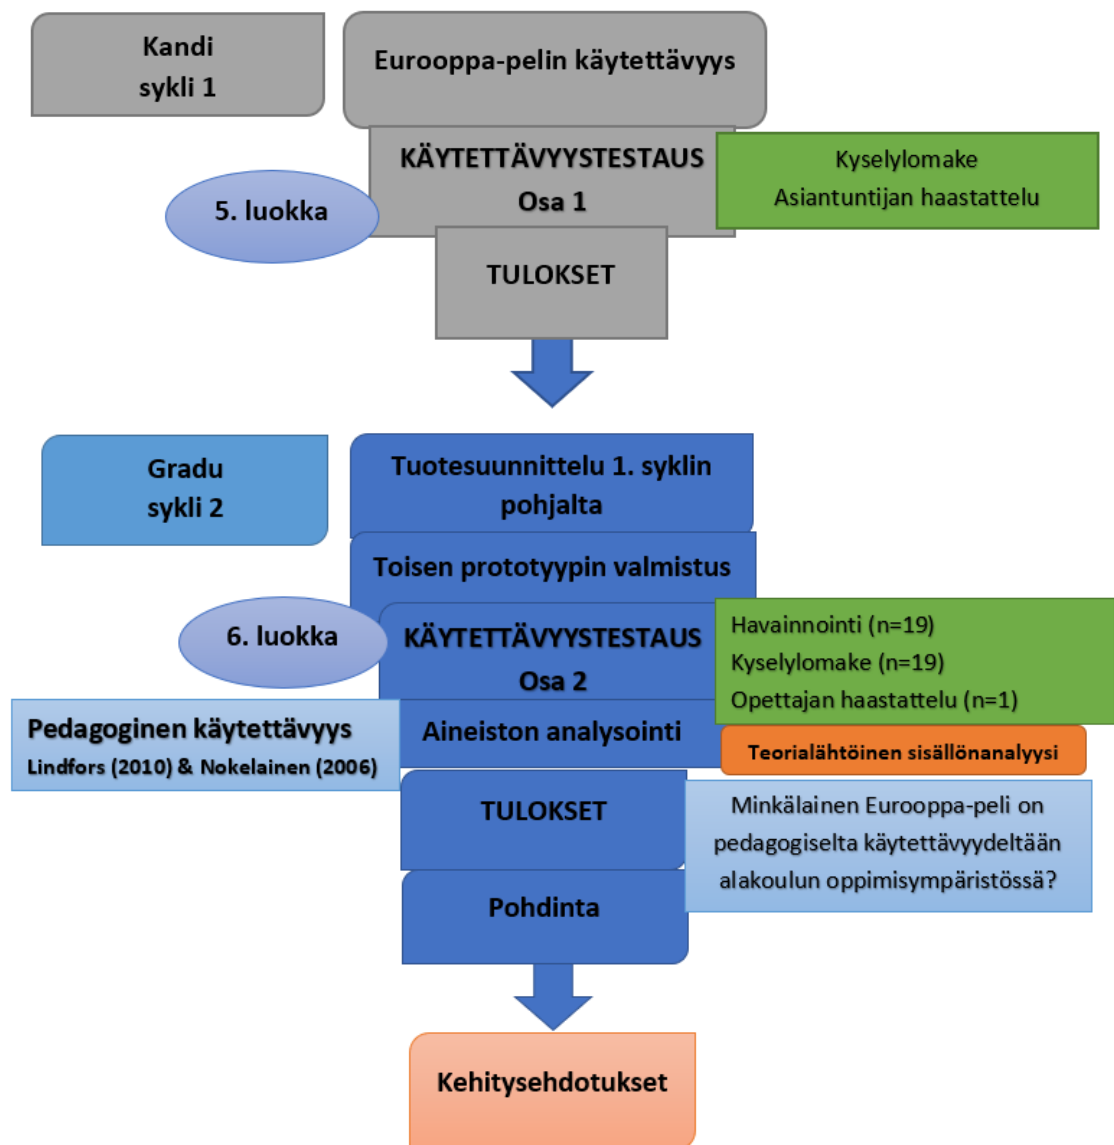 Kandi
sykli 1
Eurooppa-pelin käytettävyys
KÄYTETTÄVYYSTESTAUS
Osa 1
Kyselylomake
Asiantuntijan haastattelu
5. luokka
TULOKSET
Gradu
sykli 2
Tuotesuunnittelu 1. syklin
pohjalta
Toisen prototyypin valmistus
6. luokka
KÄYTETTÄVYYSTESTAUS
Osa 2
Havainnointi (n=19)
Kyselylomake (n=19)
Opettajan haastattelu (n=1)
Pedagoginen käytettävyys
Lindfors (2010) & Nokelainen (2006)
Aineiston analysointi
Teorialähtöinen sisällönanalyysi
TULOKSET
Minkälainen Eurooppa-peli on
pedagogiselta käytettävyydeltään
alakoulun oppimisympäristössä?
Pohdinta
Kehitysehdotukset